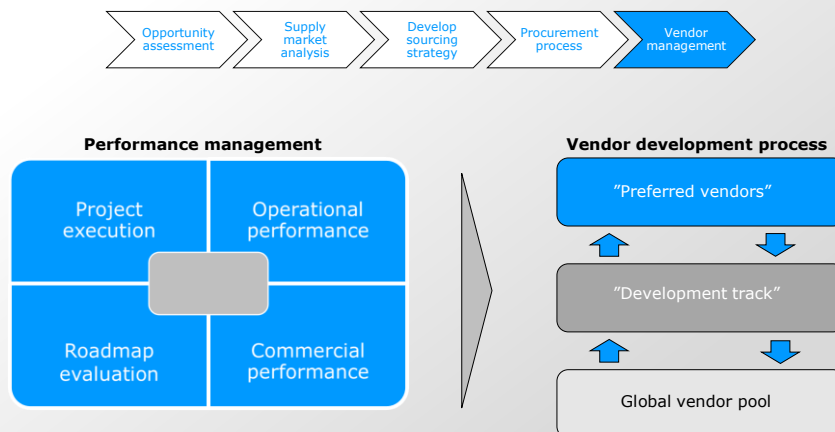 Opportunity
assessment
Supply
market
analysis
Develop
sourcing
strategy
Procurement
process
Vendor
management
Performance management
Project
execution
Operational
performance
Roadmap
evaluation
Commercial
performance
Vendor development process
”Preferred vendors”
”Development track”
Global vendor pool